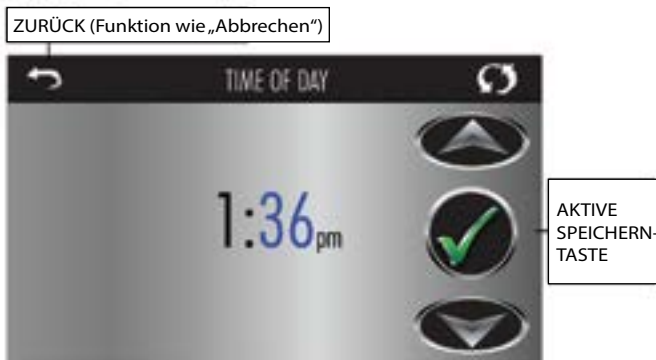 ZURÜCK (Funktion wie „Abbrechen“)
TIME OF DAY
1:36pm
AKTIVE
SPEICHERN-
TASTE